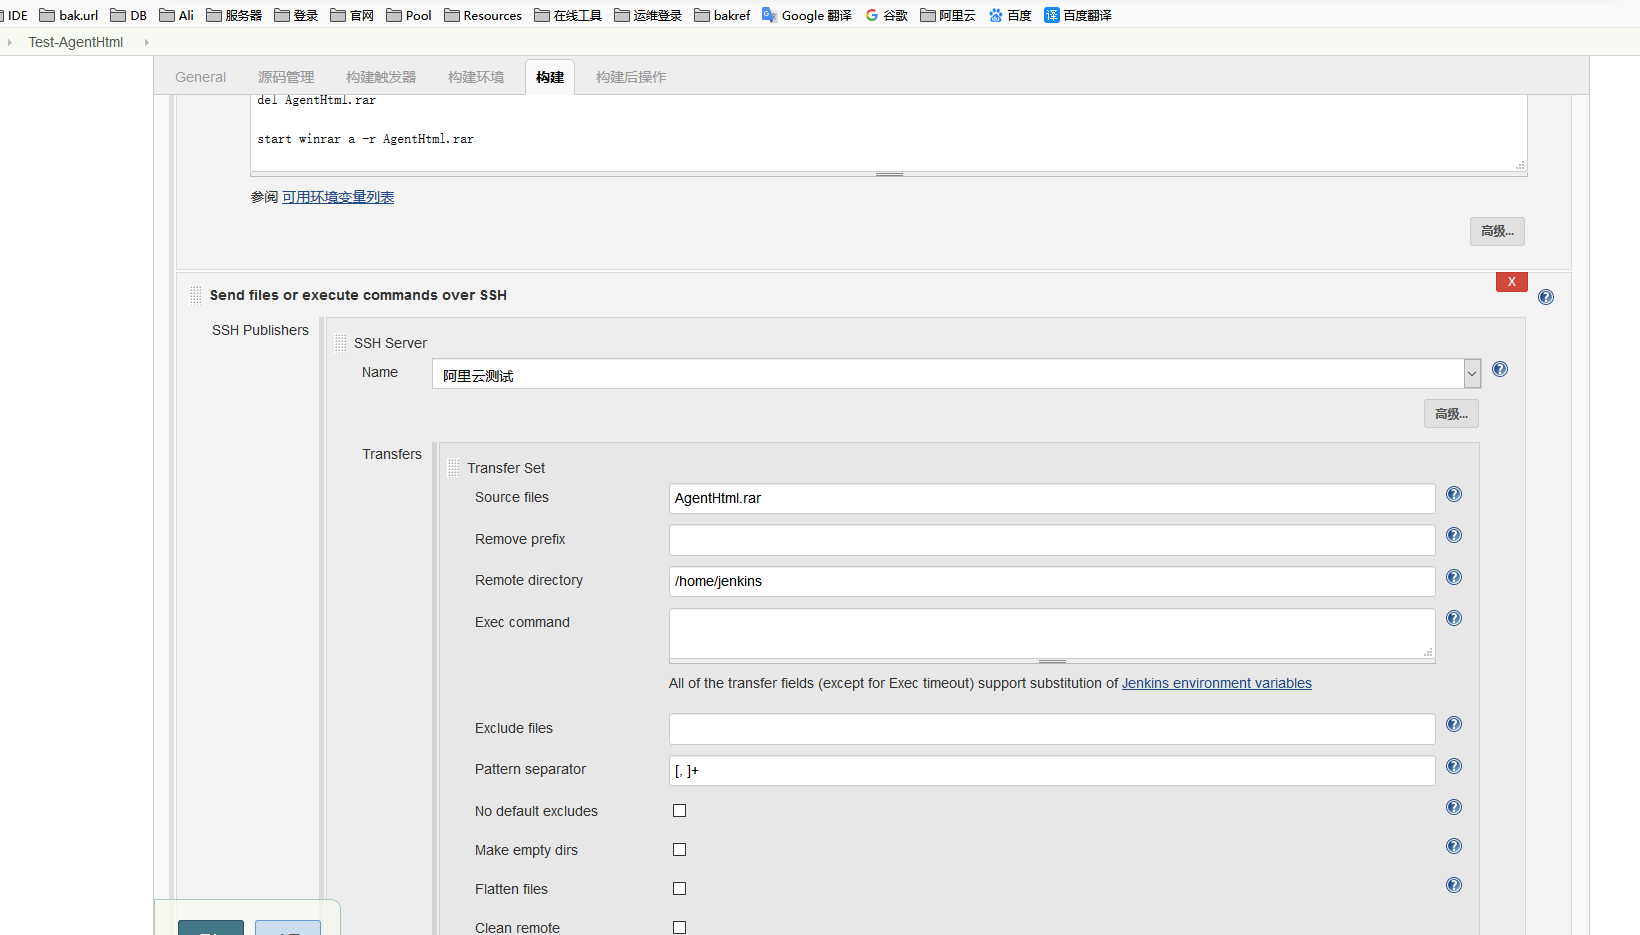 IDE bak.url DB Ali 服务器 登录 官网 Pool Resources 在线工具 运维登录 bakref Google 翻译 谷歌 阿里云 百度 译 百度翻译
Test-AgentHtml
General 源码管理 构建触发器 构建环境 构建 构建后操作
del AgentHtml.rar
start winrar a -r AgentHtml.rar
参阅 可用环境变量列表
高级...
X
Send files or execute commands over SSH
SSH Publishers
SSH Server
Name 阿里云测试
高级...
Transfers
Transfer Set
Source files AgentHtml.rar
Remove prefix
Remote directory /home/jenkins
Exec command
All of the transfer fields (except for Exec timeout) support substitution of Jenkins environment variables
Exclude files
Pattern separator [, ]+
No default excludes
Make empty dirs
Flatten files
Clean remote